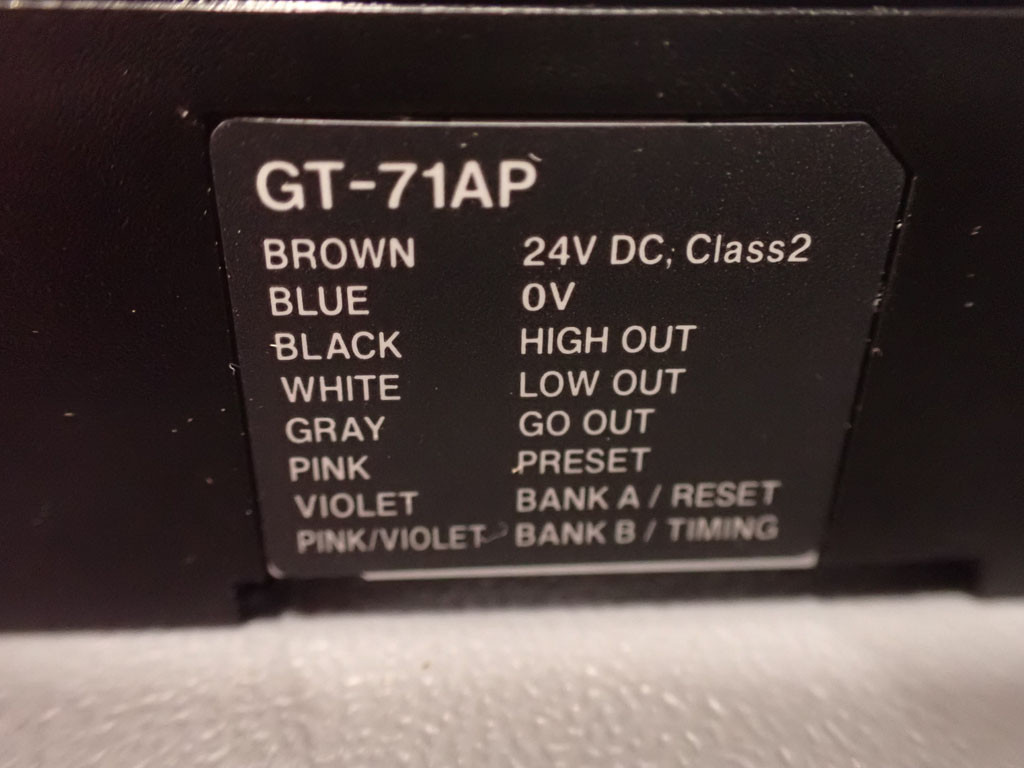 GT-71AP
BROWN 24V DC, Class2
BLUE 0V
BLACK HIGH OUT
WHITE LOW OUT
GRAY GO OUT
PINK PRESET
VIOLET BANK A / RESET
PINK/VIOLET BANK B / TIMING